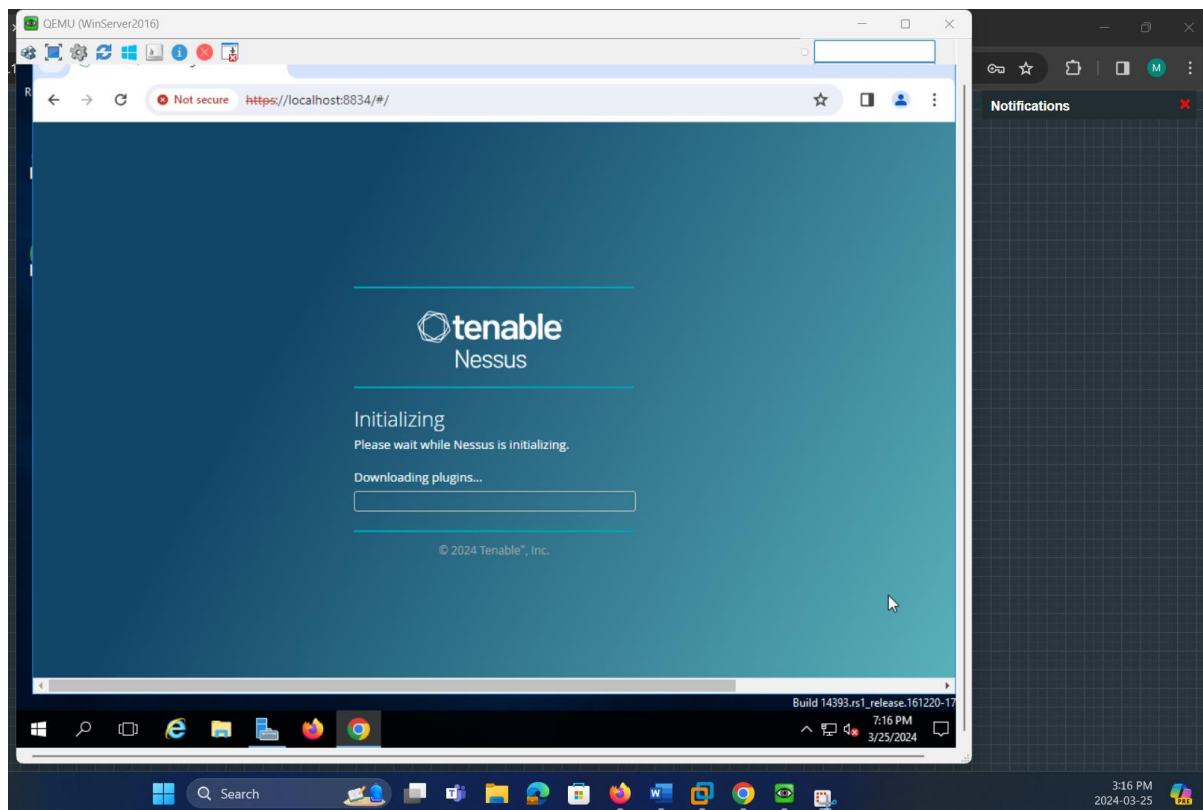 QEMU (WinServer2016)
Not secure https://localhost:8834/#/
M
Notifications
tenable
Nessus
Initializing
Please wait while Nessus is initializing.
Downloading plugins...
© 2024 Tenable™, Inc.
Build 14393.rs1_release.161220-17
7:16 PM
3/25/2024
Search
3:16 PM
2024-03-25